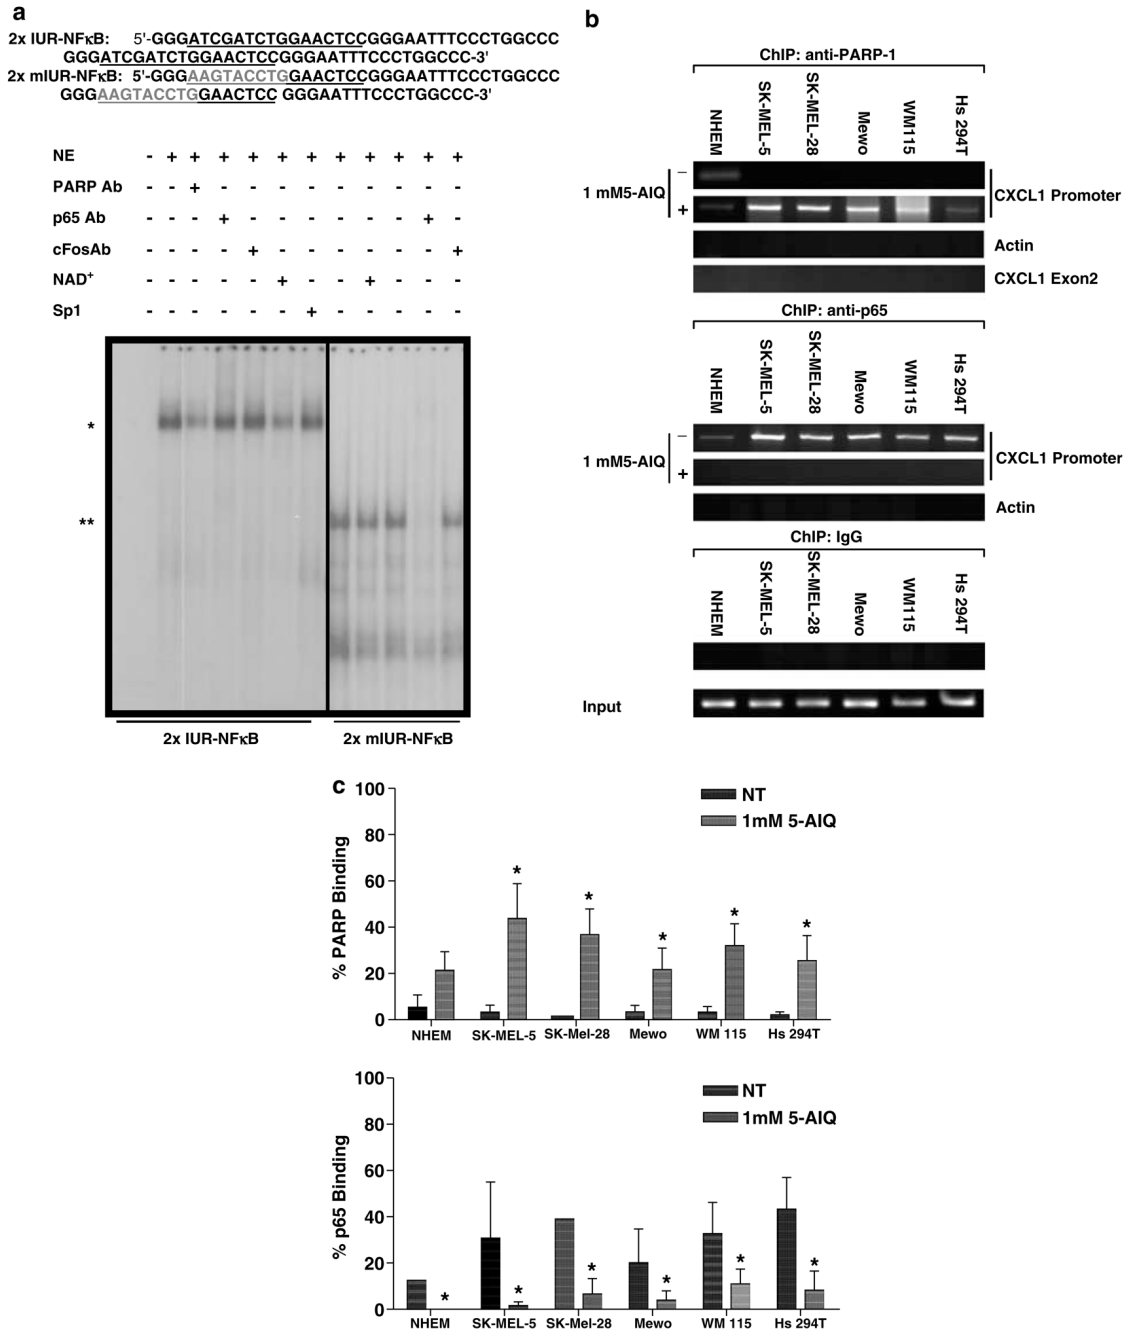 a
2x IUR-NFκB: 5'-GGGATCGATCTGGAACTCCGGGAATTTCCCTGGCCC
GGGATCGATCTGGAACTCCGGGAATTTCCCTGGCCC-3'
2x mIUR-NFκB: 5'-GGGAAGTACCTGGAACTCCGGGAATTTCCCTGGCCC
GGGAAGTACCTGGAACTCC GGGAATTTCCCTGGCCC-3'
NE - + + + + + + + + + + +
PARP Ab - - + - - - - - - - - -
p65 Ab - - - + - - - - - - + -
cFosAb - - - - + - - - - - - +
NAD+ - - - - - + - - + - - -
Sp1 - - - - - - + - - - - -
*
**
2x IUR-NFκB 2x mIUR-NFκB
b
ChIP: anti-PARP-1
NHEM SK-MEL-5 SK-MEL-28 Mewo WM115 Hs 294T
1 mM5-AIQ
−
+
CXCL1 Promoter
Actin
CXCL1 Exon2
ChIP: anti-p65
NHEM SK-MEL-5 SK-MEL-28 Mewo WM115 Hs 294T
1 mM5-AIQ
−
+
CXCL1 Promoter
Actin
ChIP: IgG
NHEM SK-MEL-5 SK-MEL-28 Mewo WM115 Hs 294T
Input
c
% PARP Binding
100
80
60
40
20
0
NT
1mM 5-AIQ
* * * * *
NHEM SK-MEL-5 SK-Mel-28 Mewo WM 115 Hs 294T
% p65 Binding
100
80
60
40
20
0
NT
1mM 5-AIQ
* * * * * *
NHEM SK-MEL-5 SK-Mel-28 Mewo WM 115 Hs 294T